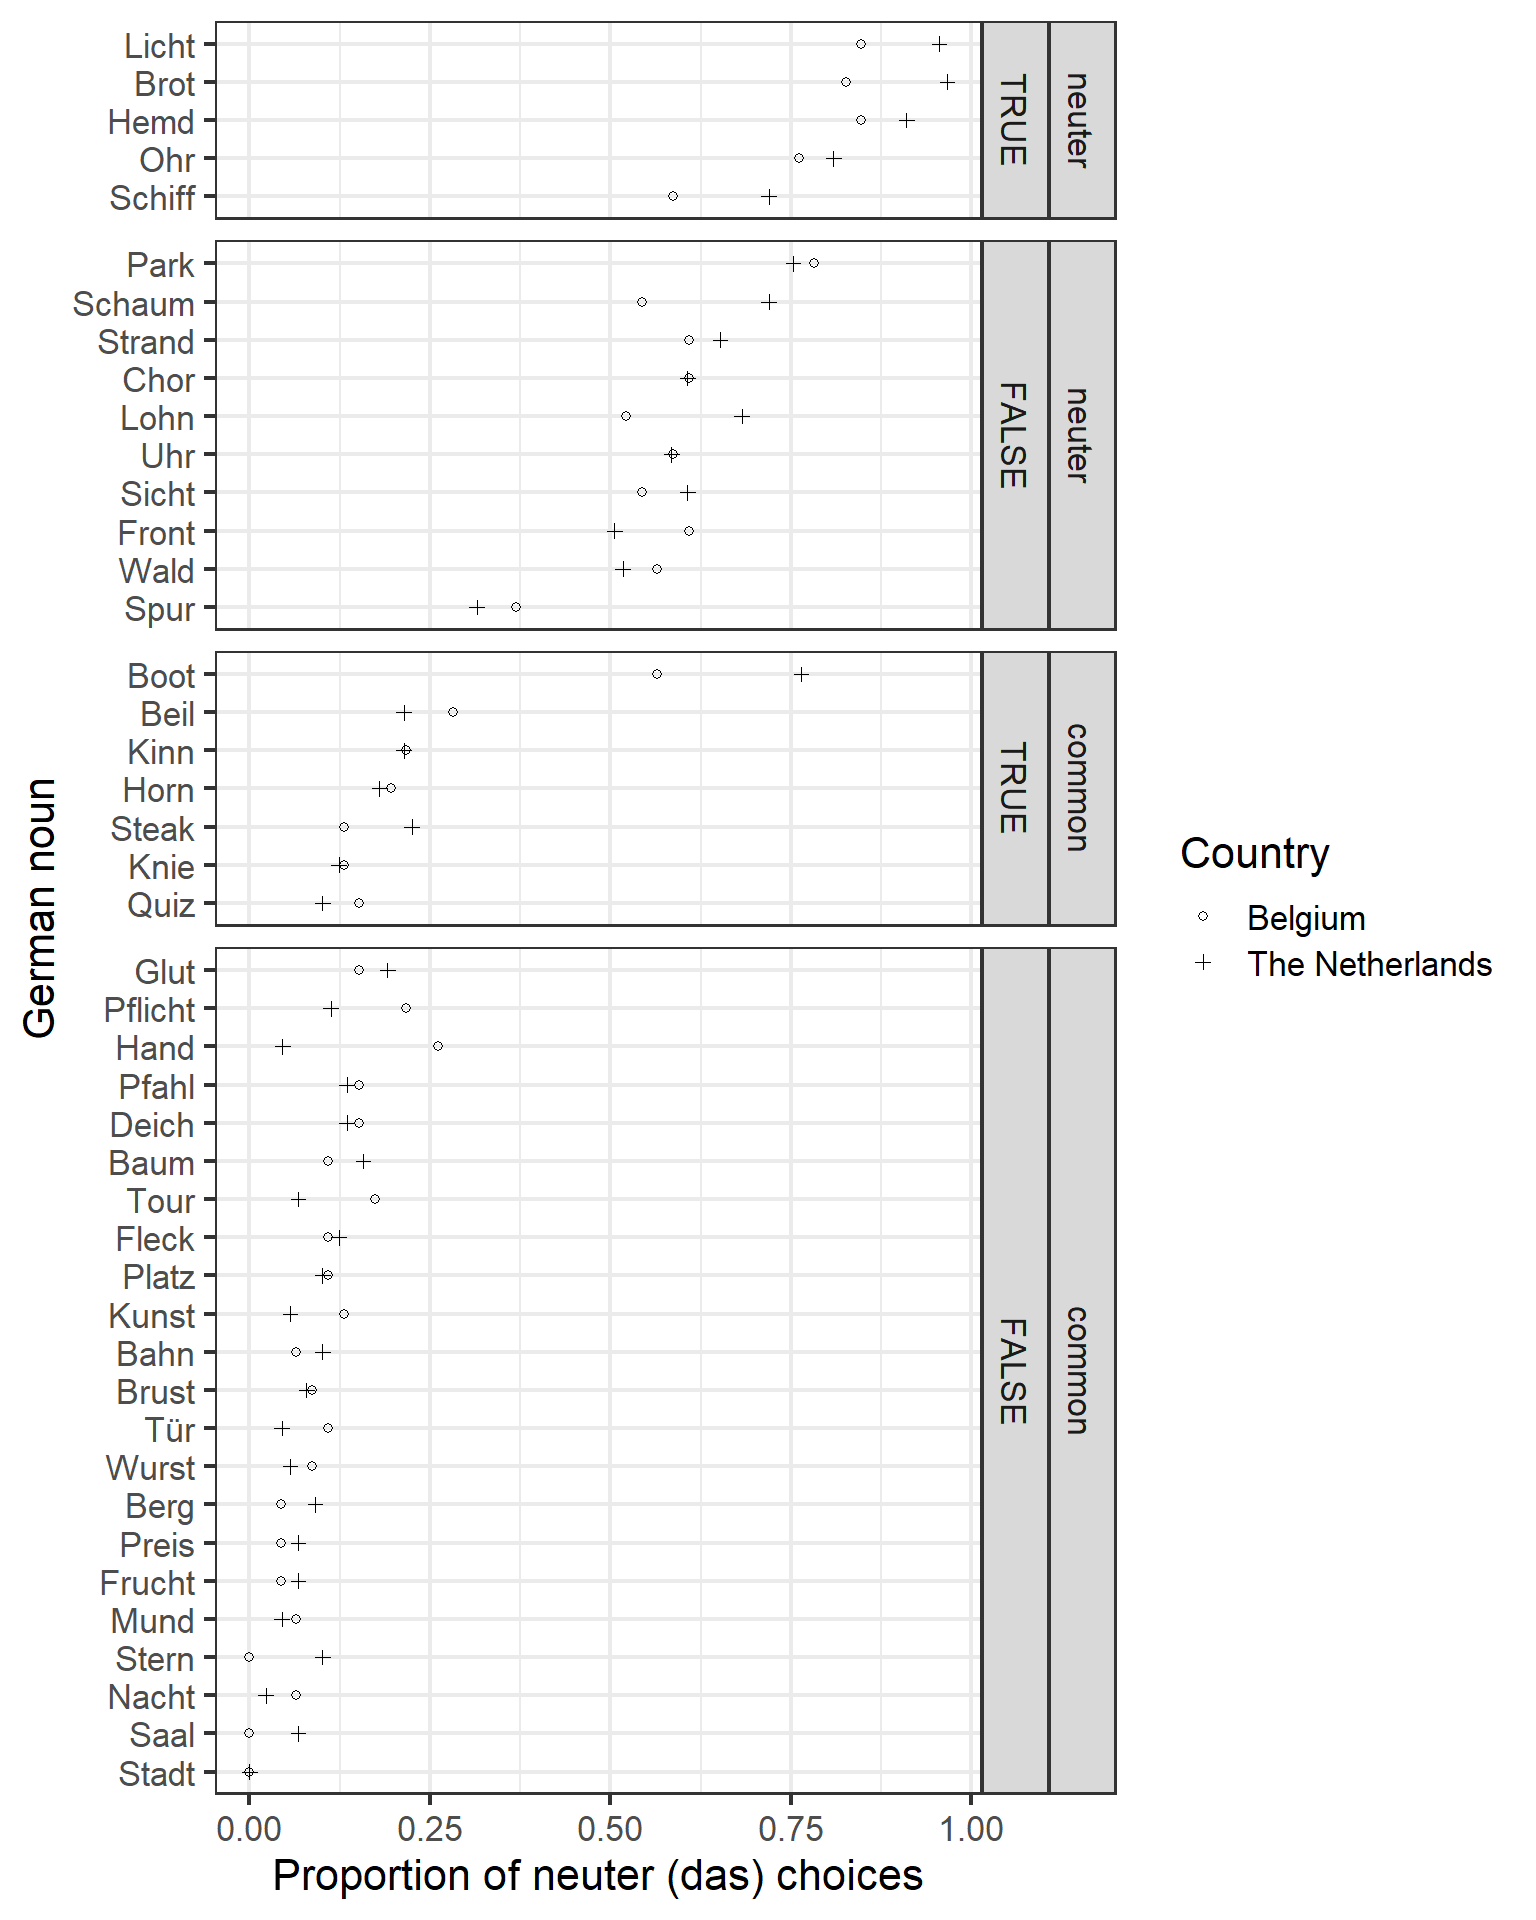 Licht
Brot
Hemd
Ohr
Schiff
TRUE
neuter
Park
Schaum
Strand
Chor
Lohn
Uhr
Sicht
Front
Wald
Spur
FALSE
neuter
Boot
Beil
Kinn
Horn
Steak
Knie
Quiz
TRUE
common
Glut
Pflicht
Hand
Pfahl
Deich
Baum
Tour
Fleck
Platz
Kunst
Bahn
Brust
Tür
Wurst
Berg
Preis
Frucht
Mund
Stern
Nacht
Saal
Stadt
FALSE
common
German noun
0.00 0.25 0.50 0.75 1.00
Proportion of neuter (das) choices
Country
Belgium
The Netherlands